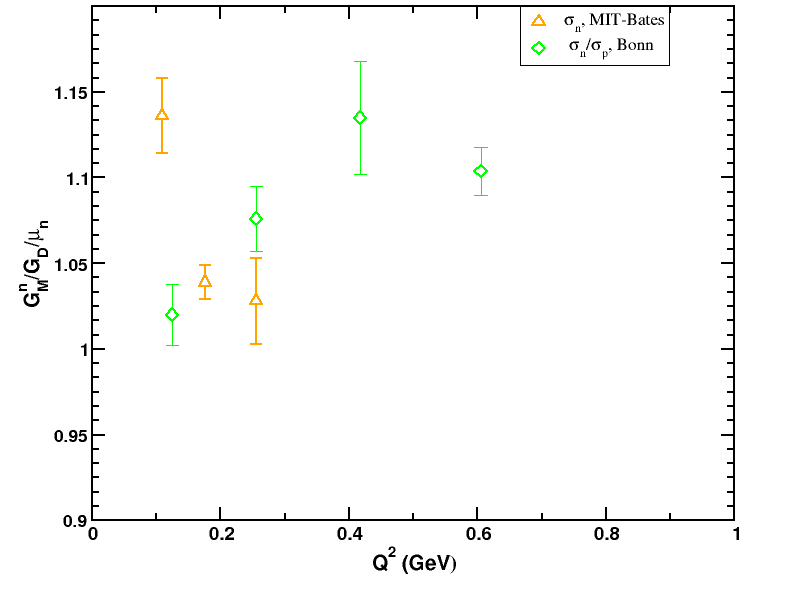 σn, MIT-Bates
σn/σp, Bonn
1.15
1.1
1.05
1
0.95
0.9
0 0.2 0.4 0.6 0.8 1
GMn/GD/μn
Q2 (GeV)